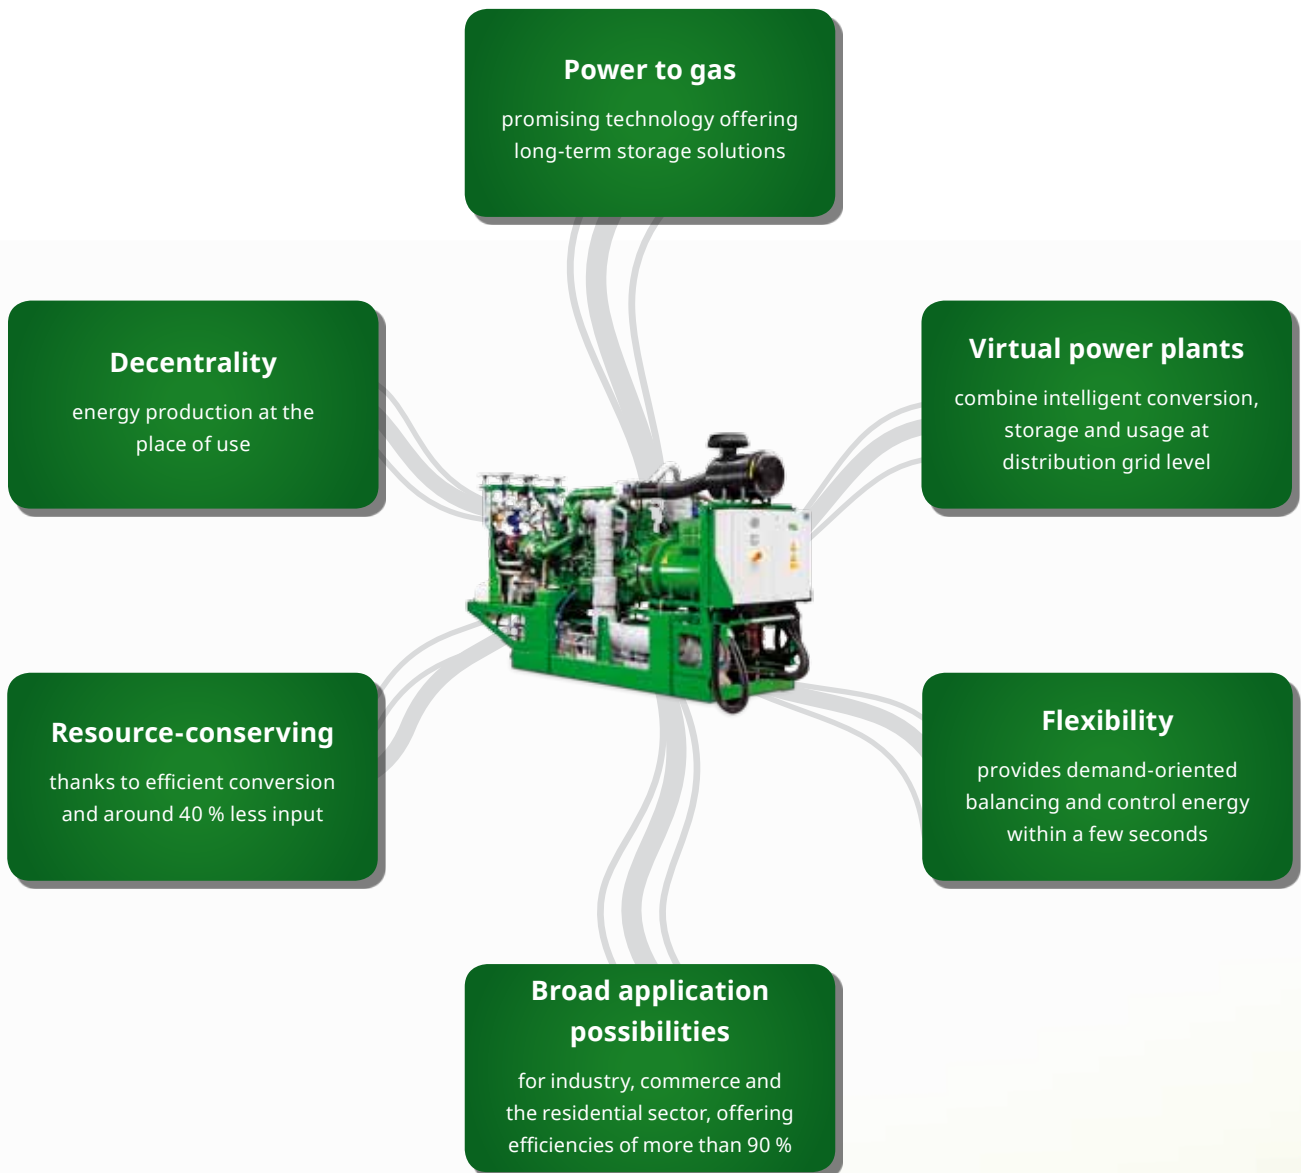 Power to gas
promising technology offering
long-term storage solutions
Decentrality
energy production at the
place of use
Virtual power plants
combine intelligent conversion,
storage and usage at
distribution grid level
Resource-conserving
thanks to efficient conversion
and around 40 % less input
Flexibility
provides demand-oriented
balancing and control energy
within a few seconds
Broad application
possibilities
for industry, commerce and
the residential sector, offering
efficiencies of more than 90 %